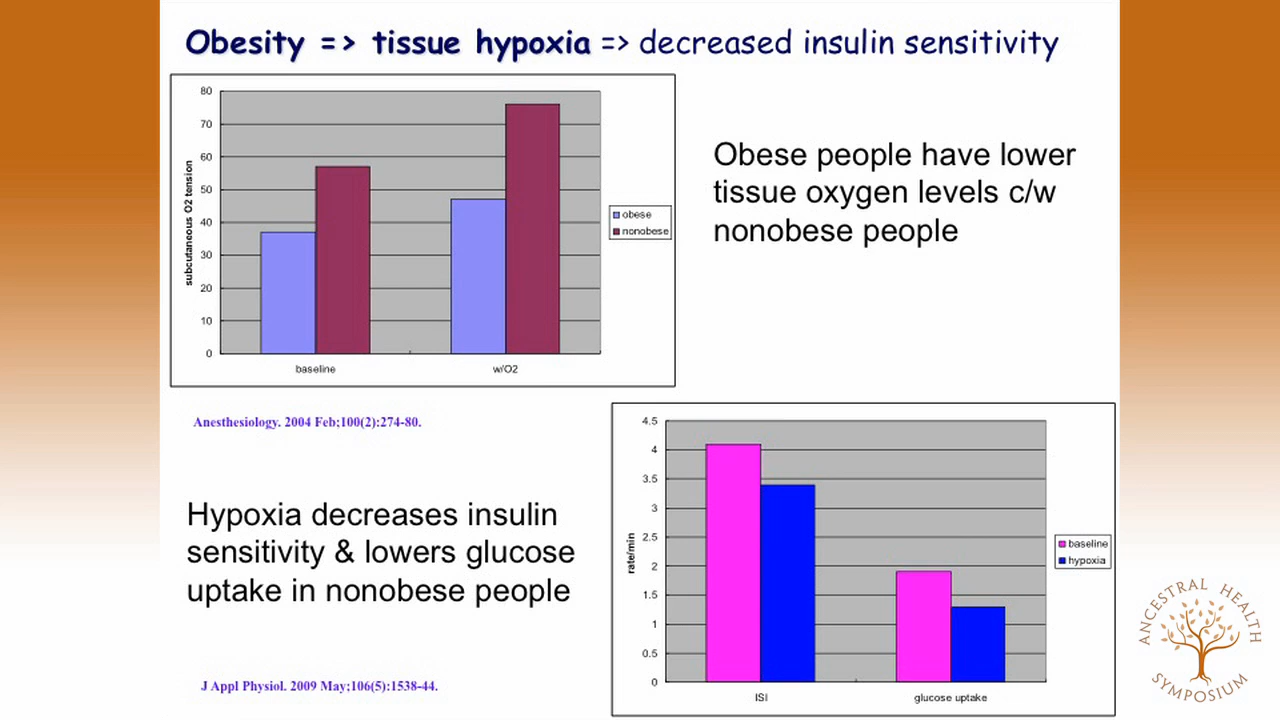 Obesity => tissue hypoxia => decreased insulin sensitivity
80
70
60
50
40
30
20
10
0
subcutaneous O2 tension
baseline
w/O2
obese
nonobese
Obese people have lower
tissue oxygen levels c/w
nonobese people
Anesthesiology. 2004 Feb;100(2):274-80.
Hypoxia decreases insulin
sensitivity & lowers glucose
uptake in nonobese people
J Appl Physiol. 2009 May;106(5):1538-44.
4.5
4
3.5
3
2.5
2
1.5
1
0.5
0
rate/min
ISI
glucose uptake
baseline
hypoxia
ANCESTRAL HEALTH
SYMPOSIUM